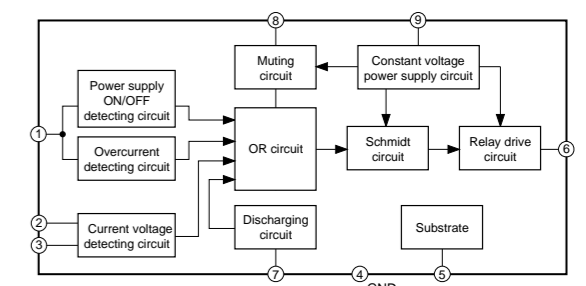 8
9
Muting
circuit
Constant voltage
power supply circuit
Power supply
ON/OFF
detecting circuit
1
Overcurrent
detecting circuit
OR circuit
Schmidt
circuit
Relay drive
circuit
6
2
3
Current voltage
detecting circuit
Discharging
circuit
Substrate
7
4
5
GND